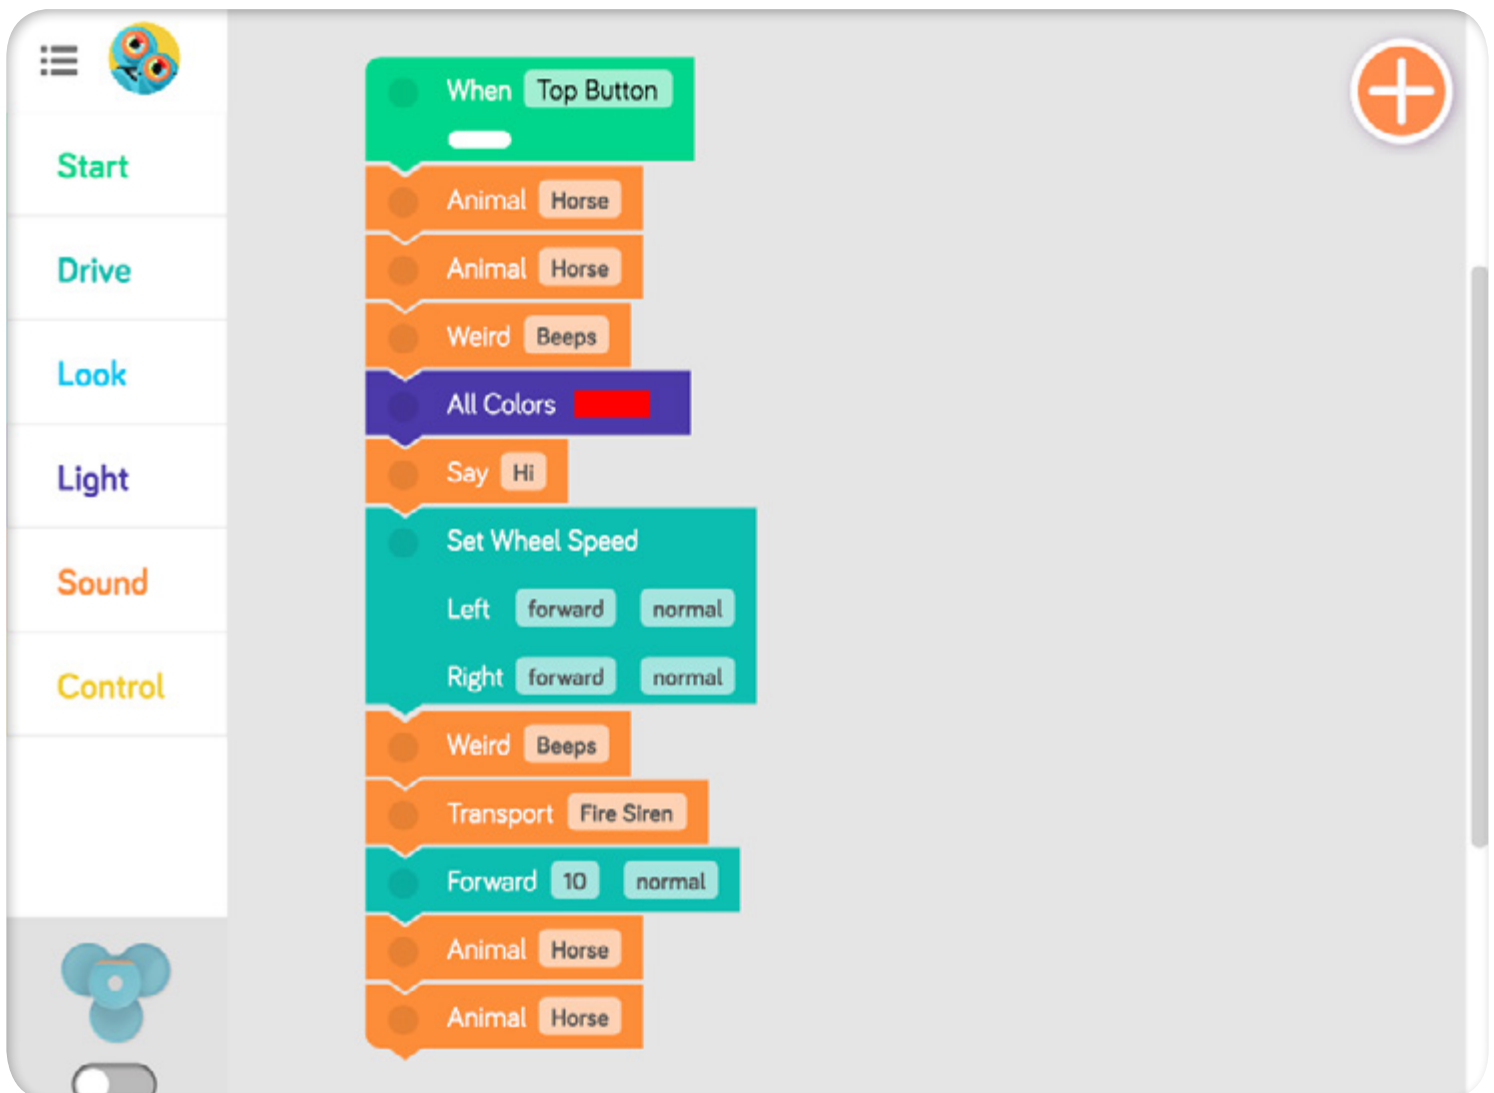 Start
Drive
Look
Light
Sound
Control
When Top Button
Animal Horse
Animal Horse
Weird Beeps
All Colors
Say Hi
Set Wheel Speed
Left forward normal
Right forward normal
Weird Beeps
Transport Fire Siren
Forward 10 normal
Animal Horse
Animal Horse